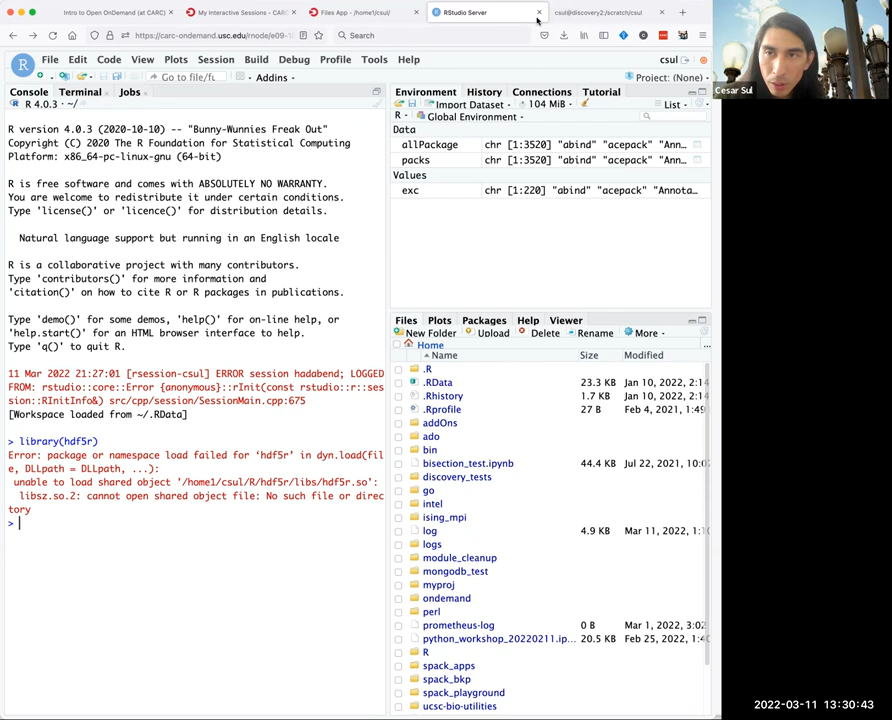 Intro to Open OnDemand (at CARC)
My Interactive Sessions - CARC
Files App - /home1/csul/
RStudio Server
csul@discovery2:/scratch/csul
https://carc-ondemand.usc.edu/rnode/e09-10
Search
R File Edit Code View Plots Session Build Debug Profile Tools Help
csul
Go to file/fu
Addins
Project: (None)
Console Terminal Jobs
R 4.0.3 · ~/
R version 4.0.3 (2020-10-10) -- "Bunny-Wunnies Freak Out"
Copyright (C) 2020 The R Foundation for Statistical Computing
Platform: x86_64-pc-linux-gnu (64-bit)
R is free software and comes with ABSOLUTELY NO WARRANTY.
You are welcome to redistribute it under certain conditions.
Type 'license()' or 'licence()' for distribution details.
Natural language support but running in an English locale
R is a collaborative project with many contributors.
Type 'contributors()' for more information and
'citation()' on how to cite R or R packages in publications.
Type 'demo()' for some demos, 'help()' for on-line help, or
'help.start()' for an HTML browser interface to help.
Type 'q()' to quit R.
11 Mar 2022 21:27:01 [rsession-csul] ERROR session hadabend; LOGGED
FROM: rstudio::core::Error {anonymous}::rInit(const rstudio::r::ses
sion::RInitInfo&) src/cpp/session/SessionMain.cpp:675
[Workspace loaded from ~/.RData]
> library(hdf5r)
Error: package or namespace load failed for ‘hdf5r’ in dyn.load(fil
e, DLLpath = DLLpath, ...):
unable to load shared object '/home1/csul/R/hdf5r/libs/hdf5r.so':
libsz.so.2: cannot open shared object file: No such file or direc
tory
>
Environment History Connections Tutorial
Import Dataset 104 MiB List
R Global Environment
Data
allPackage chr [1:3520] "abind" "acepack" "Ann…
packs chr [1:3520] "abind" "acepack" "Ann…
Values
exc chr [1:220] "abind" "acepack" "Annota…
Files Plots Packages Help Viewer
New Folder Upload Delete Rename More
Home
Name Size Modified
.R
.RData 23.3 KB Jan 10, 2022, 2:14
.Rhistory 1.7 KB Jan 10, 2022, 2:14
.Rprofile 27 B Feb 4, 2021, 1:49
addOns
ado
bin
bisection_test.ipynb 44.4 KB Jul 22, 2021, 10:0
discovery_tests
go
intel
ising_mpi
log 4.9 KB Mar 11, 2022, 1:10
logs
module_cleanup
mongodb_test
myproj
ondemand
perl
prometheus-log 0 B Mar 1, 2022, 3:02
python_workshop_20220211.ip... 20.5 KB Feb 25, 2022, 1:40
R
spack_apps
spack_bkp
spack_playground
ucsc-bio-utilities
Cesar Sul
2022-03-11 13:30:43